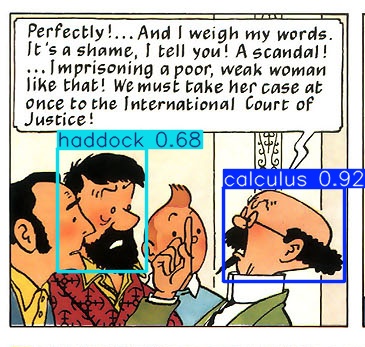 Perfectly!... And I weigh my words.
It's a shame, I tell you! A scandal!
...Imprisoning a poor, weak woman
like that! We must take her case at
once to the International Court of
Justice!
haddock 0.68
calculus 0.92